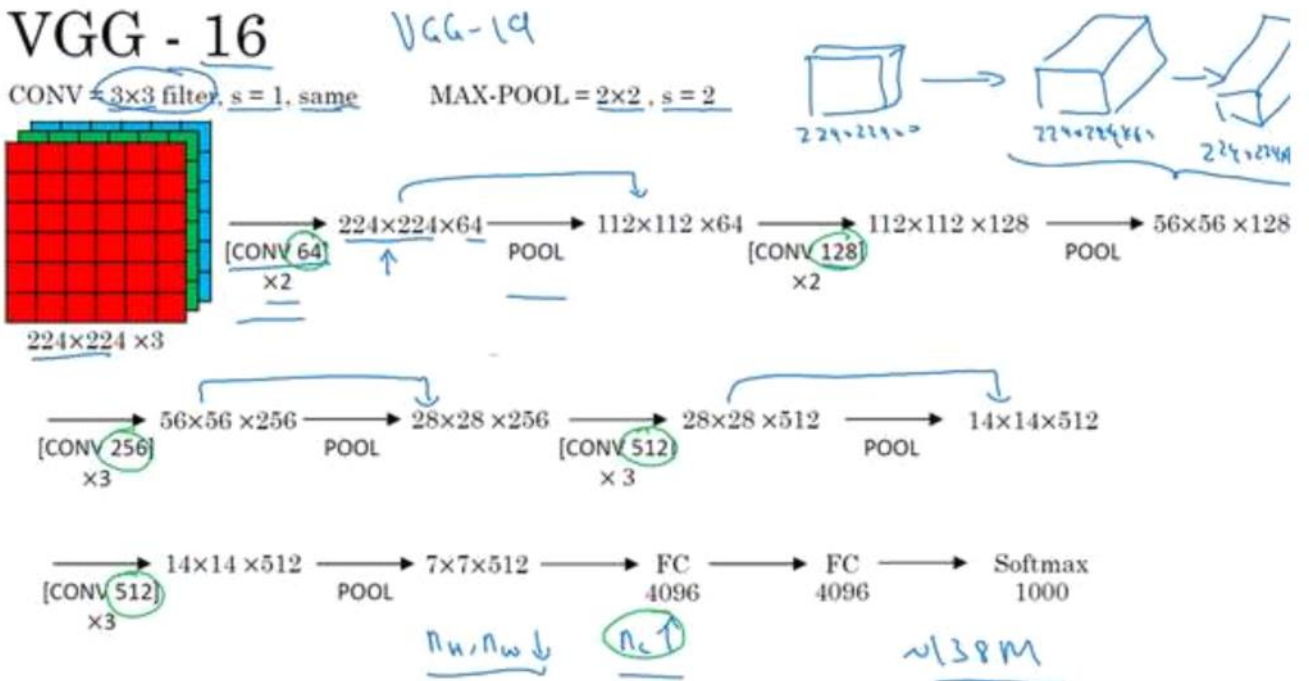 VGG - 16
VGG-19
CONV = 3×3 filter, s = 1, same
MAX-POOL = 2×2 , s = 2
224×224×3
224×224×64
224×224
224×224 ×3
[CONV 64]
×2
224×224×64
POOL
112×112 ×64
[CONV 128]
×2
112×112 ×128
POOL
56×56 ×128
[CONV 256]
×3
56×56 ×256
POOL
28×28 ×256
[CONV 512]
× 3
28×28 ×512
POOL
14×14×512
[CONV 512]
×3
14×14 ×512
POOL
7×7×512
FC
4096
FC
4096
Softmax
1000
nH, nW ↓
nC ↑
~138M